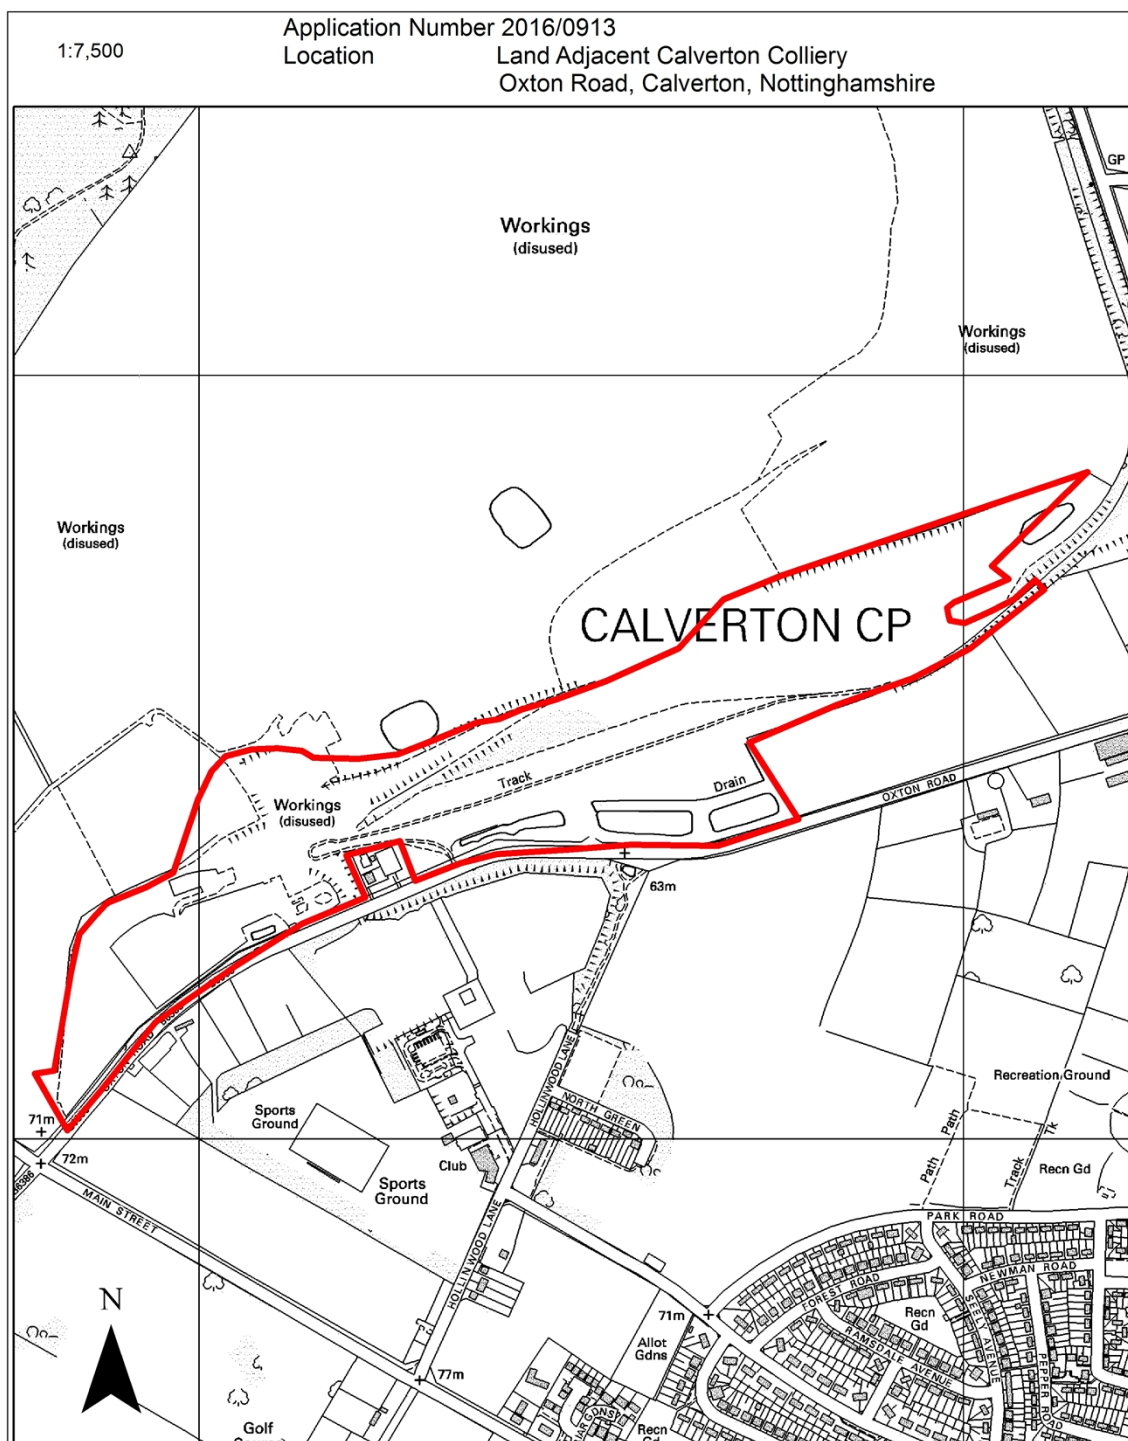 Application Number 2016/0913
1:7,500
Location Land Adjacent Calverton Colliery
Oxton Road, Calverton, Nottinghamshire
GP
Workings
(disused)
Workings
(disused)
Workings
(disused)
CALVERTON CP
Track
Drain
OXTON ROAD
Workings
(disused)
63m
ROAD
HOLLINWOOD LANE
Recreation Ground
NORTH GREEN
Sports
Ground
71m
Path
Tk
72m
Club
Path
Track
Recn Gd
Sports
Ground
MAIN STREET
HOLLINWOOD LANE
PARK ROAD
NEWMAN ROAD
FOREST ROAD
SEELY AVENUE
N
71m
Recn
Gd
Allot
Gdns
RAMSDALE AVENUE
PEPPER ROAD
77m
Golf
Recn